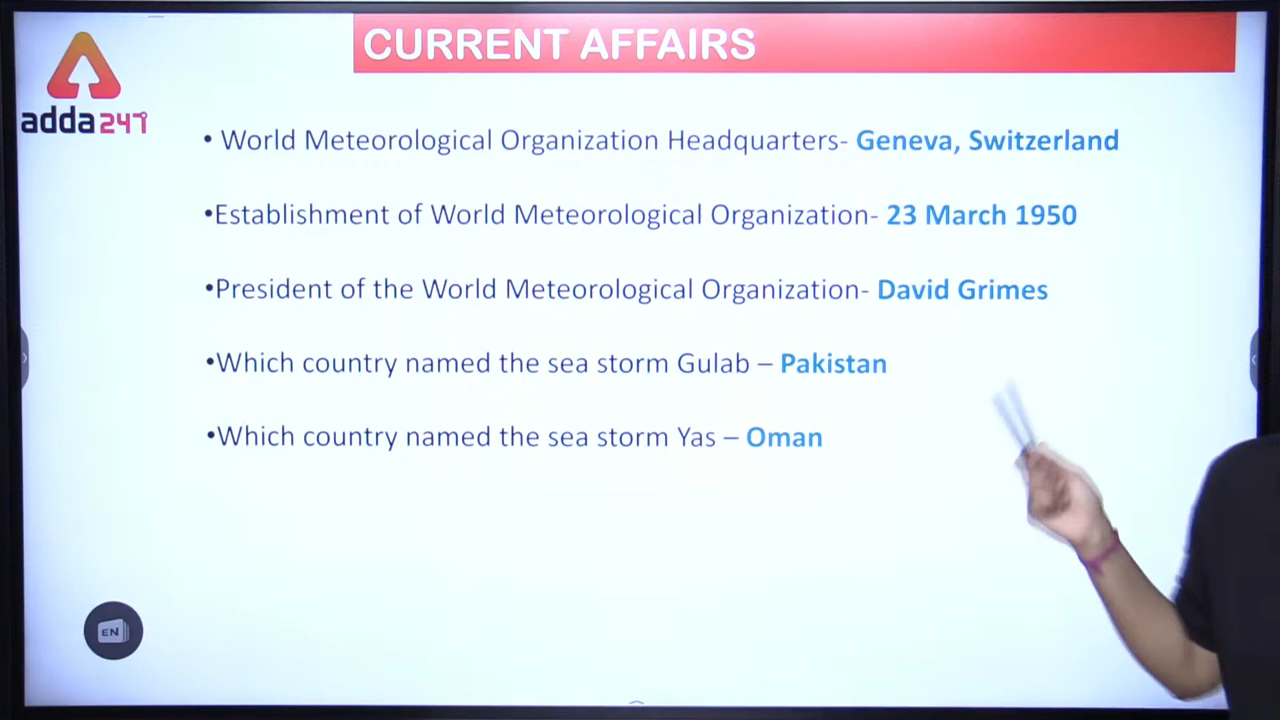 CURRENT AFFAIRS
adda247
• World Meteorological Organization Headquarters- Geneva, Switzerland
•Establishment of World Meteorological Organization- 23 March 1950
•President of the World Meteorological Organization- David Grimes
•Which country named the sea storm Gulab – Pakistan
•Which country named the sea storm Yas – Oman
EN